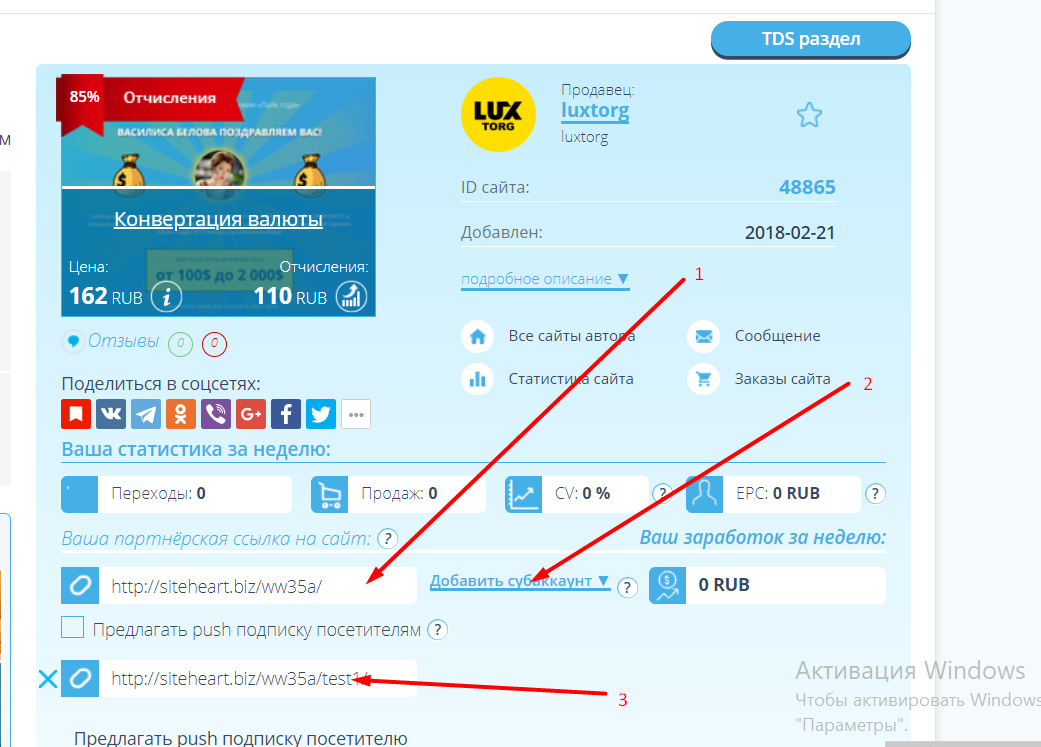 TDS раздел
м
85% Отчисления
ВАСИЛИСА БЕЛОВА ПОЗДРАВЛЯЕМ ВАС!
Конвертация валюты
от 100$ до 2 000$
Цена: Отчисления:
162 RUB i 110 RUB
Отзывы 0 0
LUX
TORG
Продавец:
luxtorg
luxtorg
ID сайта: 48865
Добавлен: 2018-02-21
подробное описание ▼
1
Все сайты автора Сообщение
Статистика сайта Заказы сайта
2
Поделиться в соцсетях:
G+
Ваша статистика за неделю:
Переходы: 0 Продаж: 0 CV: 0 % ? EPC: 0 RUB ?
Ваша партнёрская ссылка на сайт: ? Ваш заработок за неделю:
http://siteheart.biz/ww35a/ Добавить субаккаунт ▼ ? 0 RUB
Предлагать push подписку посетителям ?
http://siteheart.biz/ww35a/test1/
3
Предлагать push подписку посетителю
Активация Windows
Чтобы активировать Windows
"Параметры".